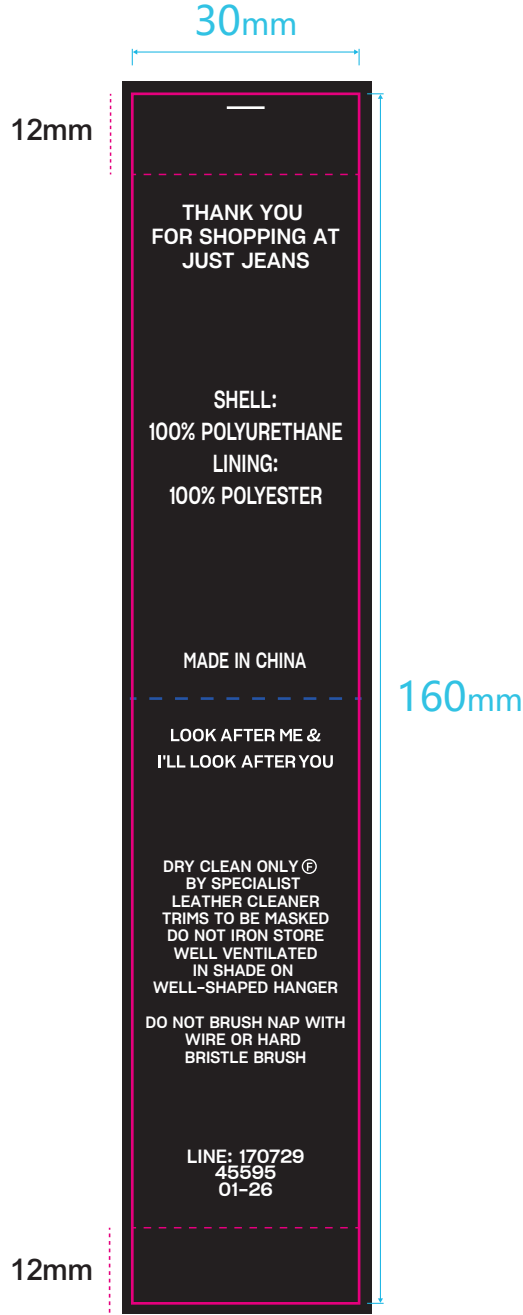 30mm
12mm
THANK YOU
FOR SHOPPING AT
JUST JEANS
SHELL:
100% POLYURETHANE
LINING:
100% POLYESTER
MADE IN CHINA
160mm
LOOK AFTER ME &
I'LL LOOK AFTER YOU
DRY CLEAN ONLY Ⓕ
BY SPECIALIST
LEATHER CLEANER
TRIMS TO BE MASKED
DO NOT IRON STORE
WELL VENTILATED
IN SHADE ON
WELL-SHAPED HANGER
DO NOT BRUSH NAP WITH
WIRE OR HARD
BRISTLE BRUSH
LINE: 170729
45595
01-26
12mm